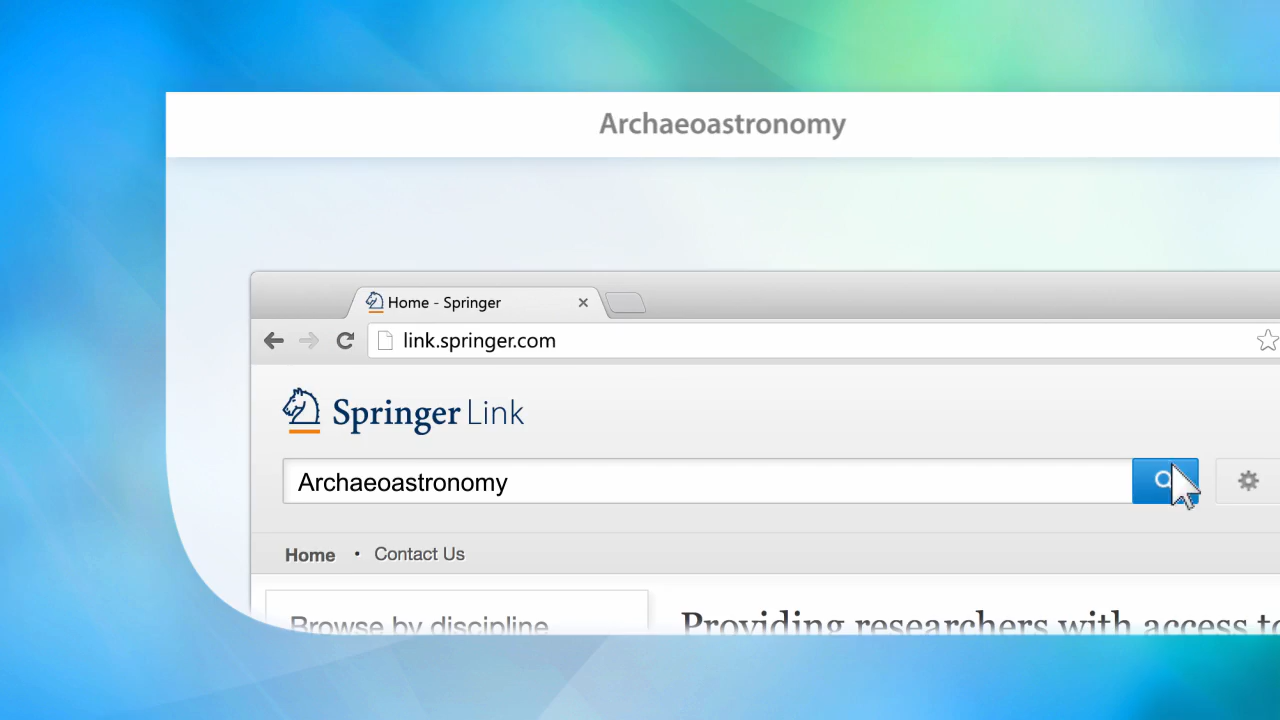 Archaeoastronomy
Home - Springer
link.springer.com
Springer Link
Archaeoastronomy
Home • Contact Us
Browse by discipline
Providing researchers with access to